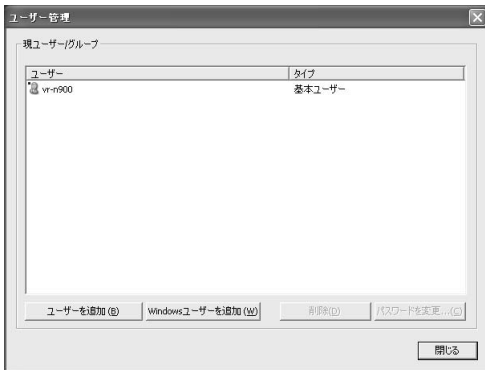 ユーザー管理
現ユーザー/グループ
ユーザー タイプ
vr-n900 基本ユーザー
ユーザーを追加(B) Windowsユーザーを追加(W) 削除(D) パスワードを変更...(C)
閉じる